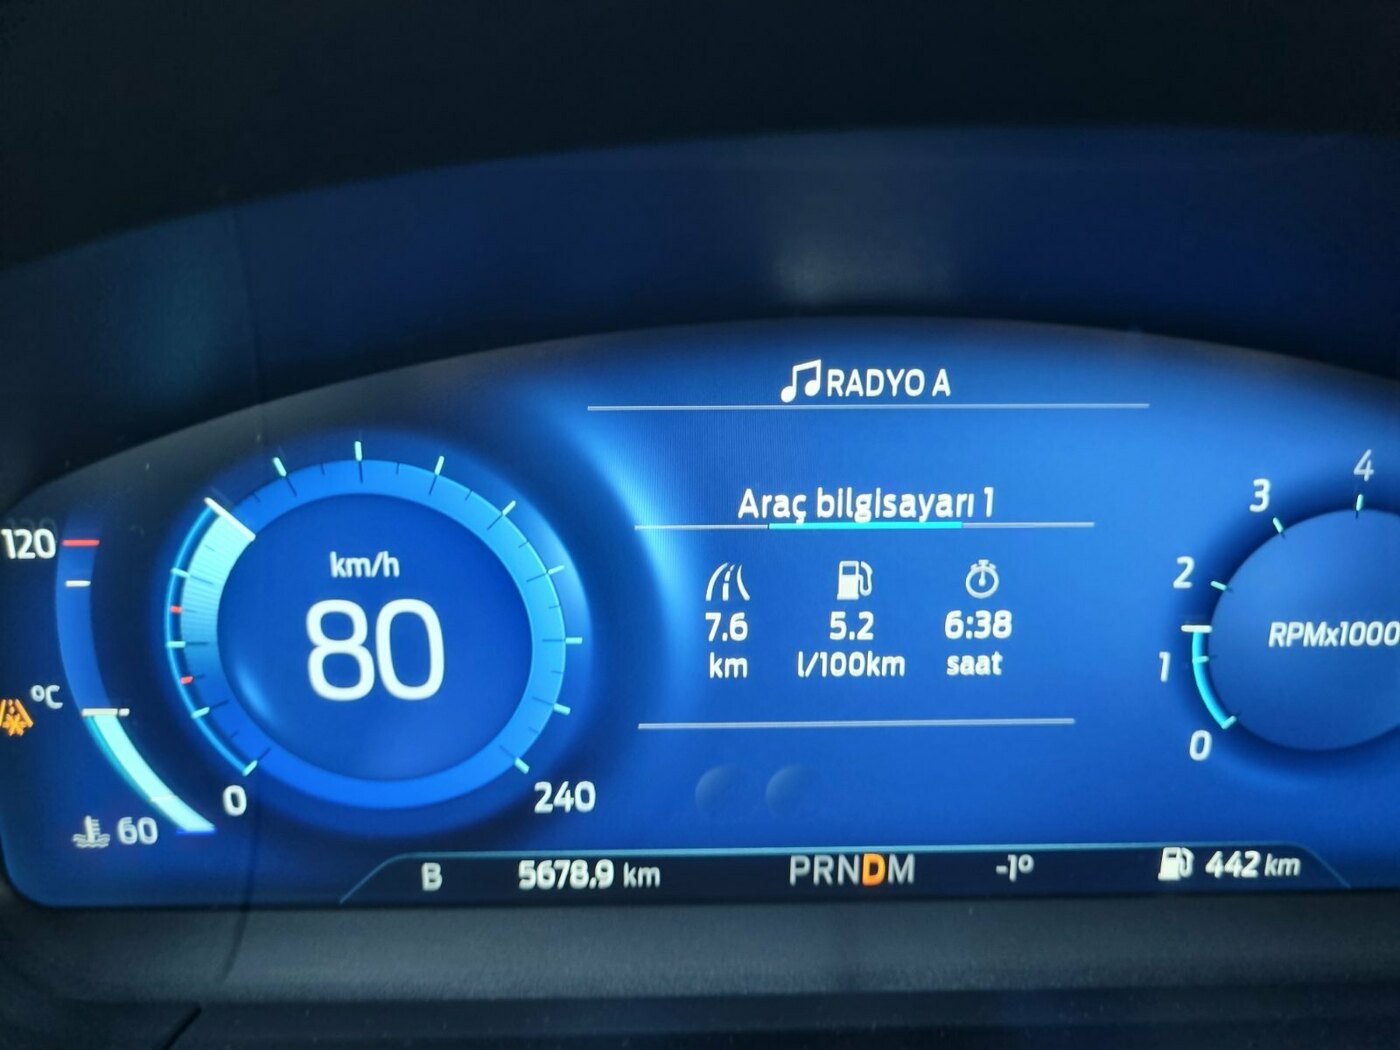 RADYO A
Araç bilgisayarı 1
7.6 5.2 6:38
km l/100km saat
km/h
80
0 240
120
°C
60
4
3
2
1
0
RPMx1000
B 5678.9 km PRNDM -1° 442 km